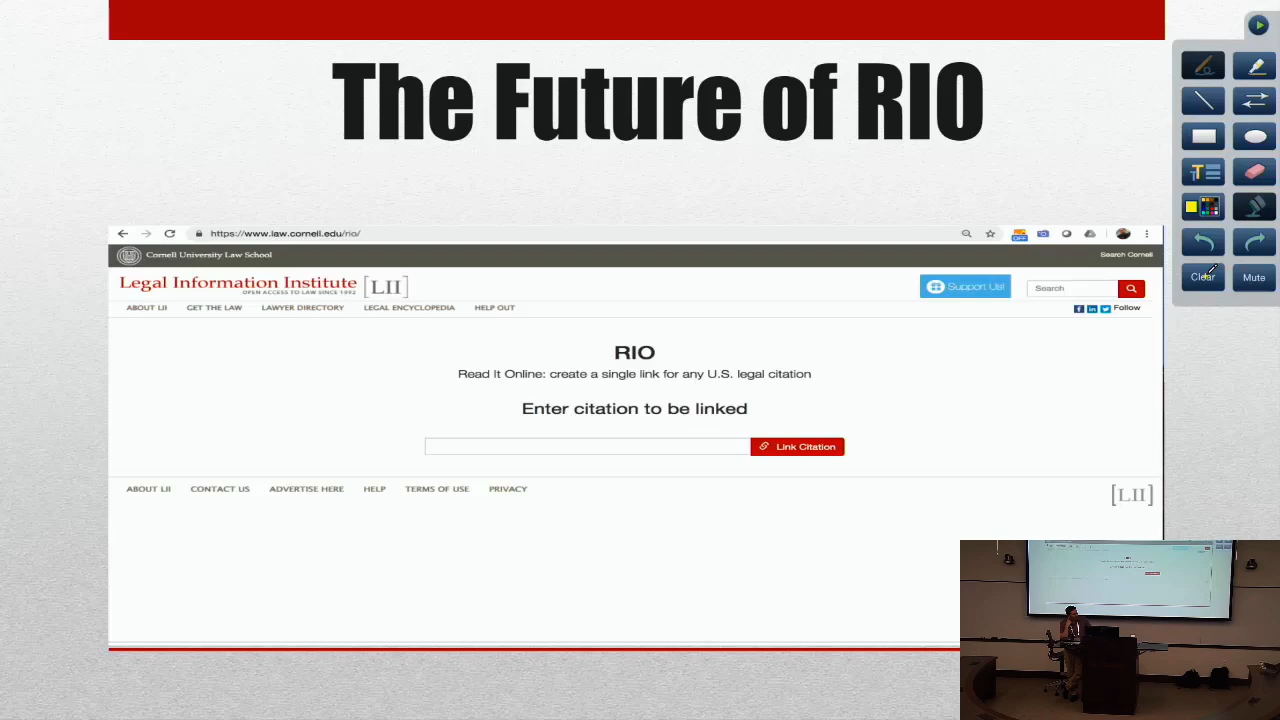 The Future of RIO
https://www.law.cornell.edu/rio/
OFF
Cornell University Law School
Search Cornell
Legal Information Institute [LII]
OPEN ACCESS TO LAW SINCE 1992
Support Us!
Search
ABOUT LII GET THE LAW LAWYER DIRECTORY LEGAL ENCYCLOPEDIA HELP OUT
Follow
RIO
Read It Online: create a single link for any U.S. legal citation
Enter citation to be linked
Link Citation
ABOUT LII CONTACT US ADVERTISE HERE HELP TERMS OF USE PRIVACY
[LII]
T
Clear
Mute